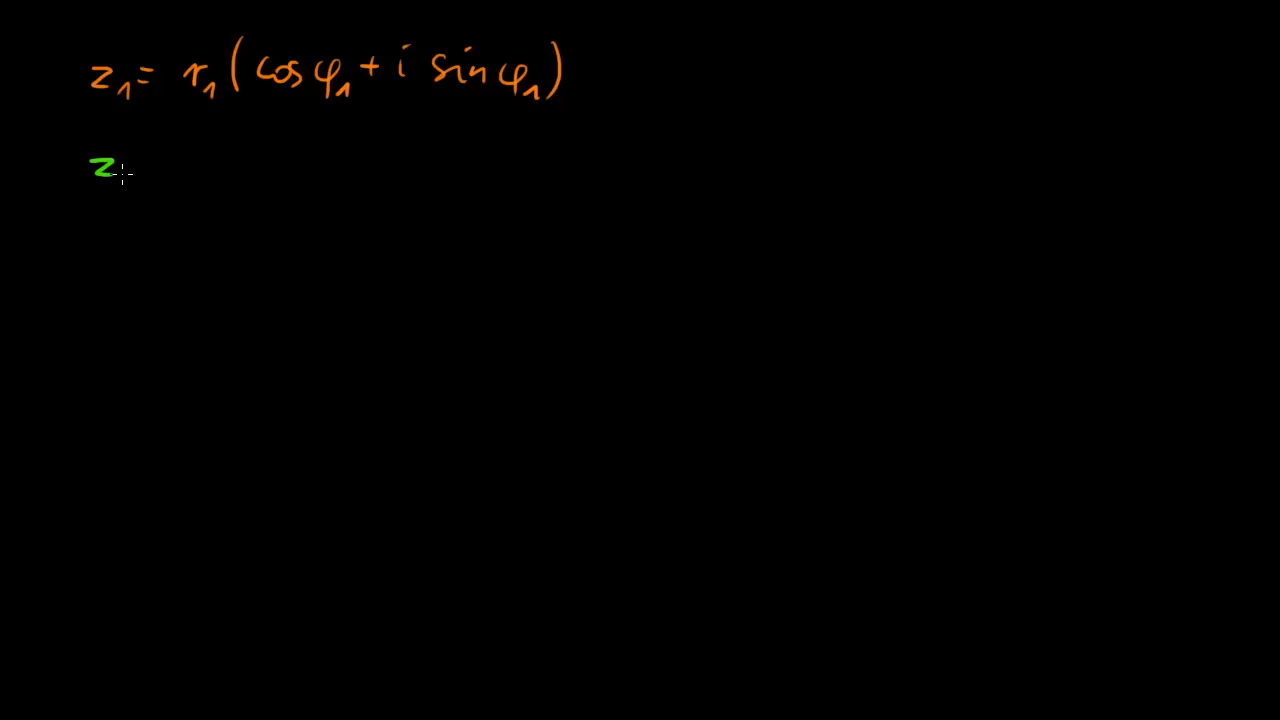 z₁ = r₁ (cos φ₁ + i sin φ₁)
z